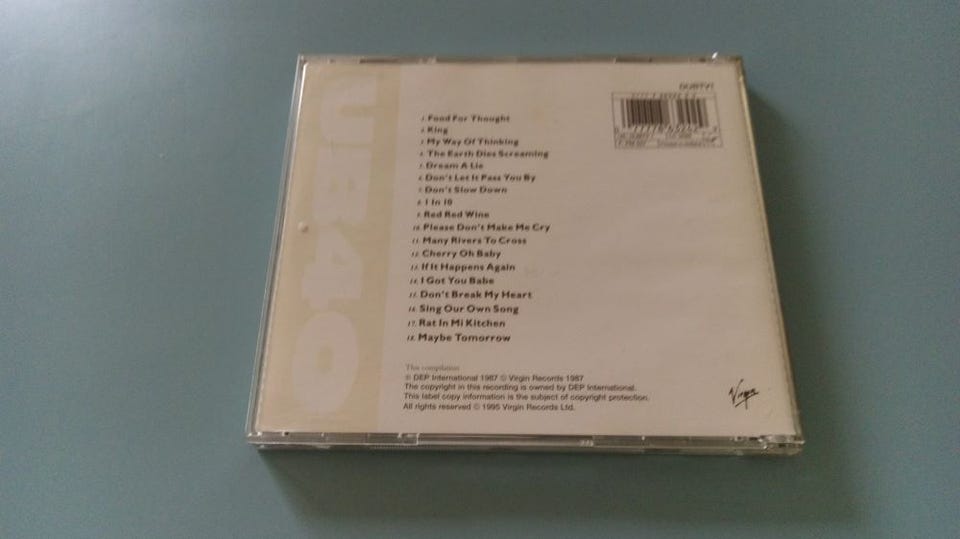 UB40
DUBTV1
1. Food For Thought
2. King
3. My Way Of Thinking
4. The Earth Dies Screaming
5. Dream A Lie
6. Don't Let It Pass You By
7. Don't Slow Down
8. 1 In 10
9. Red Red Wine
10. Please Don't Make Me Cry
11. Many Rivers To Cross
12. Cherry Oh Baby
13. If It Happens Again
14. I Got You Babe
15. Don't Break My Heart
16. Sing Our Own Song
17. Rat In Mi Kitchen
18. Maybe Tomorrow
This compilation
℗ DEP International 1987 © Virgin Records 1987
The copyright in this recording is owned by DEP International.
This label copy information is the subject of copyright protection.
All rights reserved © 1995 Virgin Records Ltd.
Virgin